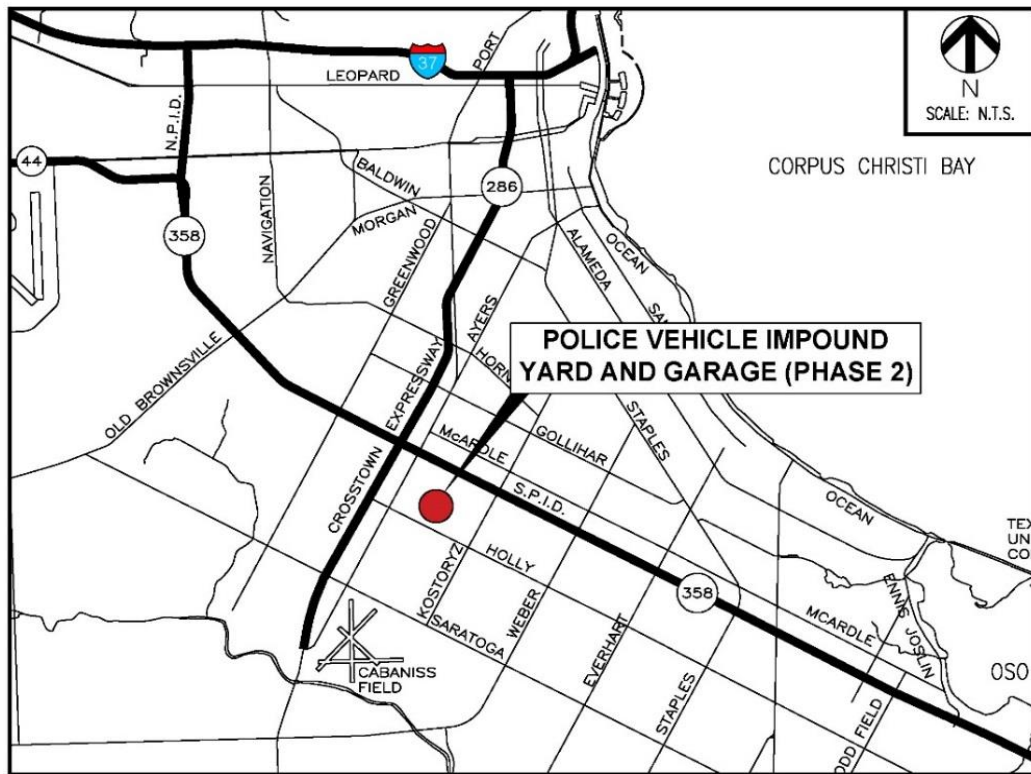 37
PORT
LEOPARD
N.P.I.D.
N
SCALE: N.T.S.
44
CORPUS CHRISTI BAY
BALDWIN
286
MORGAN
NAVIGATION
358
GREENWOOD
ALAMEDA
OCEAN
AYERS
POLICE VEHICLE IMPOUND
YARD AND GARAGE (PHASE 2)
HORN
OLD BROWNSVILLE
CROSSTOWN EXPRESSWAY
STAPLES
McARDLE
GOLLIHAR
S.P.I.D.
OCEAN
KOSTORYZ
HOLLY
WEBER
358
ENNIS JOSLIN
MCARDLE
SARATOGA
EVERHART
CABANISS
FIELD
STAPLES
OSO
FIELD